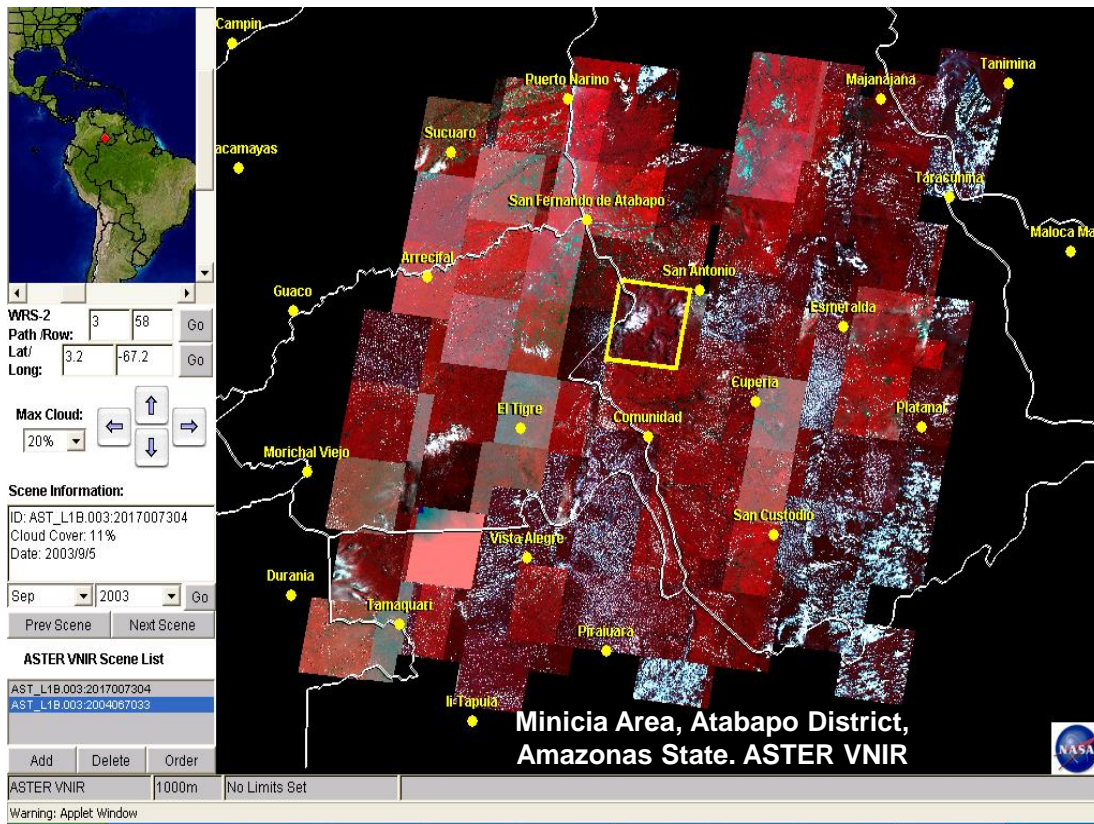 WRS-2
Path /Row: 3 58 Go
Lat/
Long: 3.2 -67.2 Go
Max Cloud:
20%
Scene Information:
ID: AST_L1B.003:2017007304
Cloud Cover: 11%
Date: 2003/9/5
Sep 2003 Go
Prev Scene Next Scene
ASTER VNIR Scene List
AST_L1B.003:2017007304
AST_L1B.003:2004067033
Add Delete Order
Campin
Tanimina
Puerto Narino
Majanajana
Sucuaro
acamayas
Taracunina
San Fernando de Atabapo
Maloca Ma
Arrecifal
San Antonio
Guaco
Esmeralda
Cuperia
El Tigre
Comunidad
Platanal
Morichal Viejo
San Custodio
Vista Alegre
Durania
Tamaquari
Piraiuara
li-Tapuia
Minicia Area, Atabapo District,
Amazonas State. ASTER VNIR
NASA
ASTER VNIR 1000m No Limits Set
Warning: Applet Window